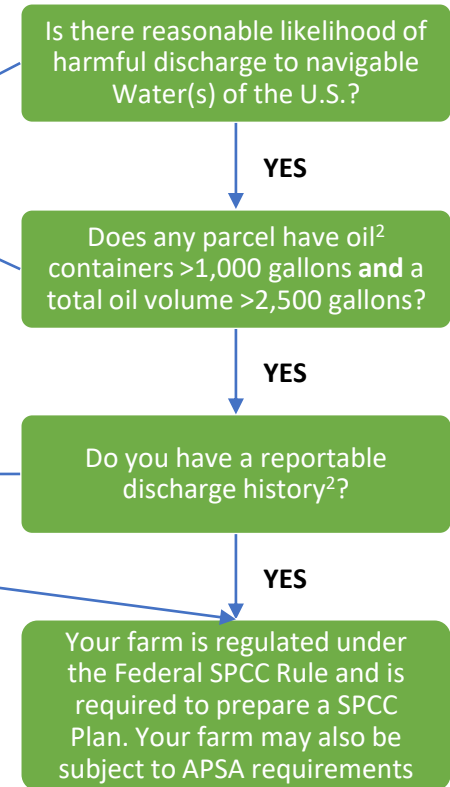 Is there reasonable likelihood of
harmful discharge to navigable
Water(s) of the U.S.?
YES
Does any parcel have oil²
containers >1,000 gallons and a
total oil volume >2,500 gallons?
YES
Do you have a reportable
discharge history²?
YES
Your farm is regulated under
the Federal SPCC Rule and is
required to prepare a SPCC
Plan. Your farm may also be
subject to APSA requirements